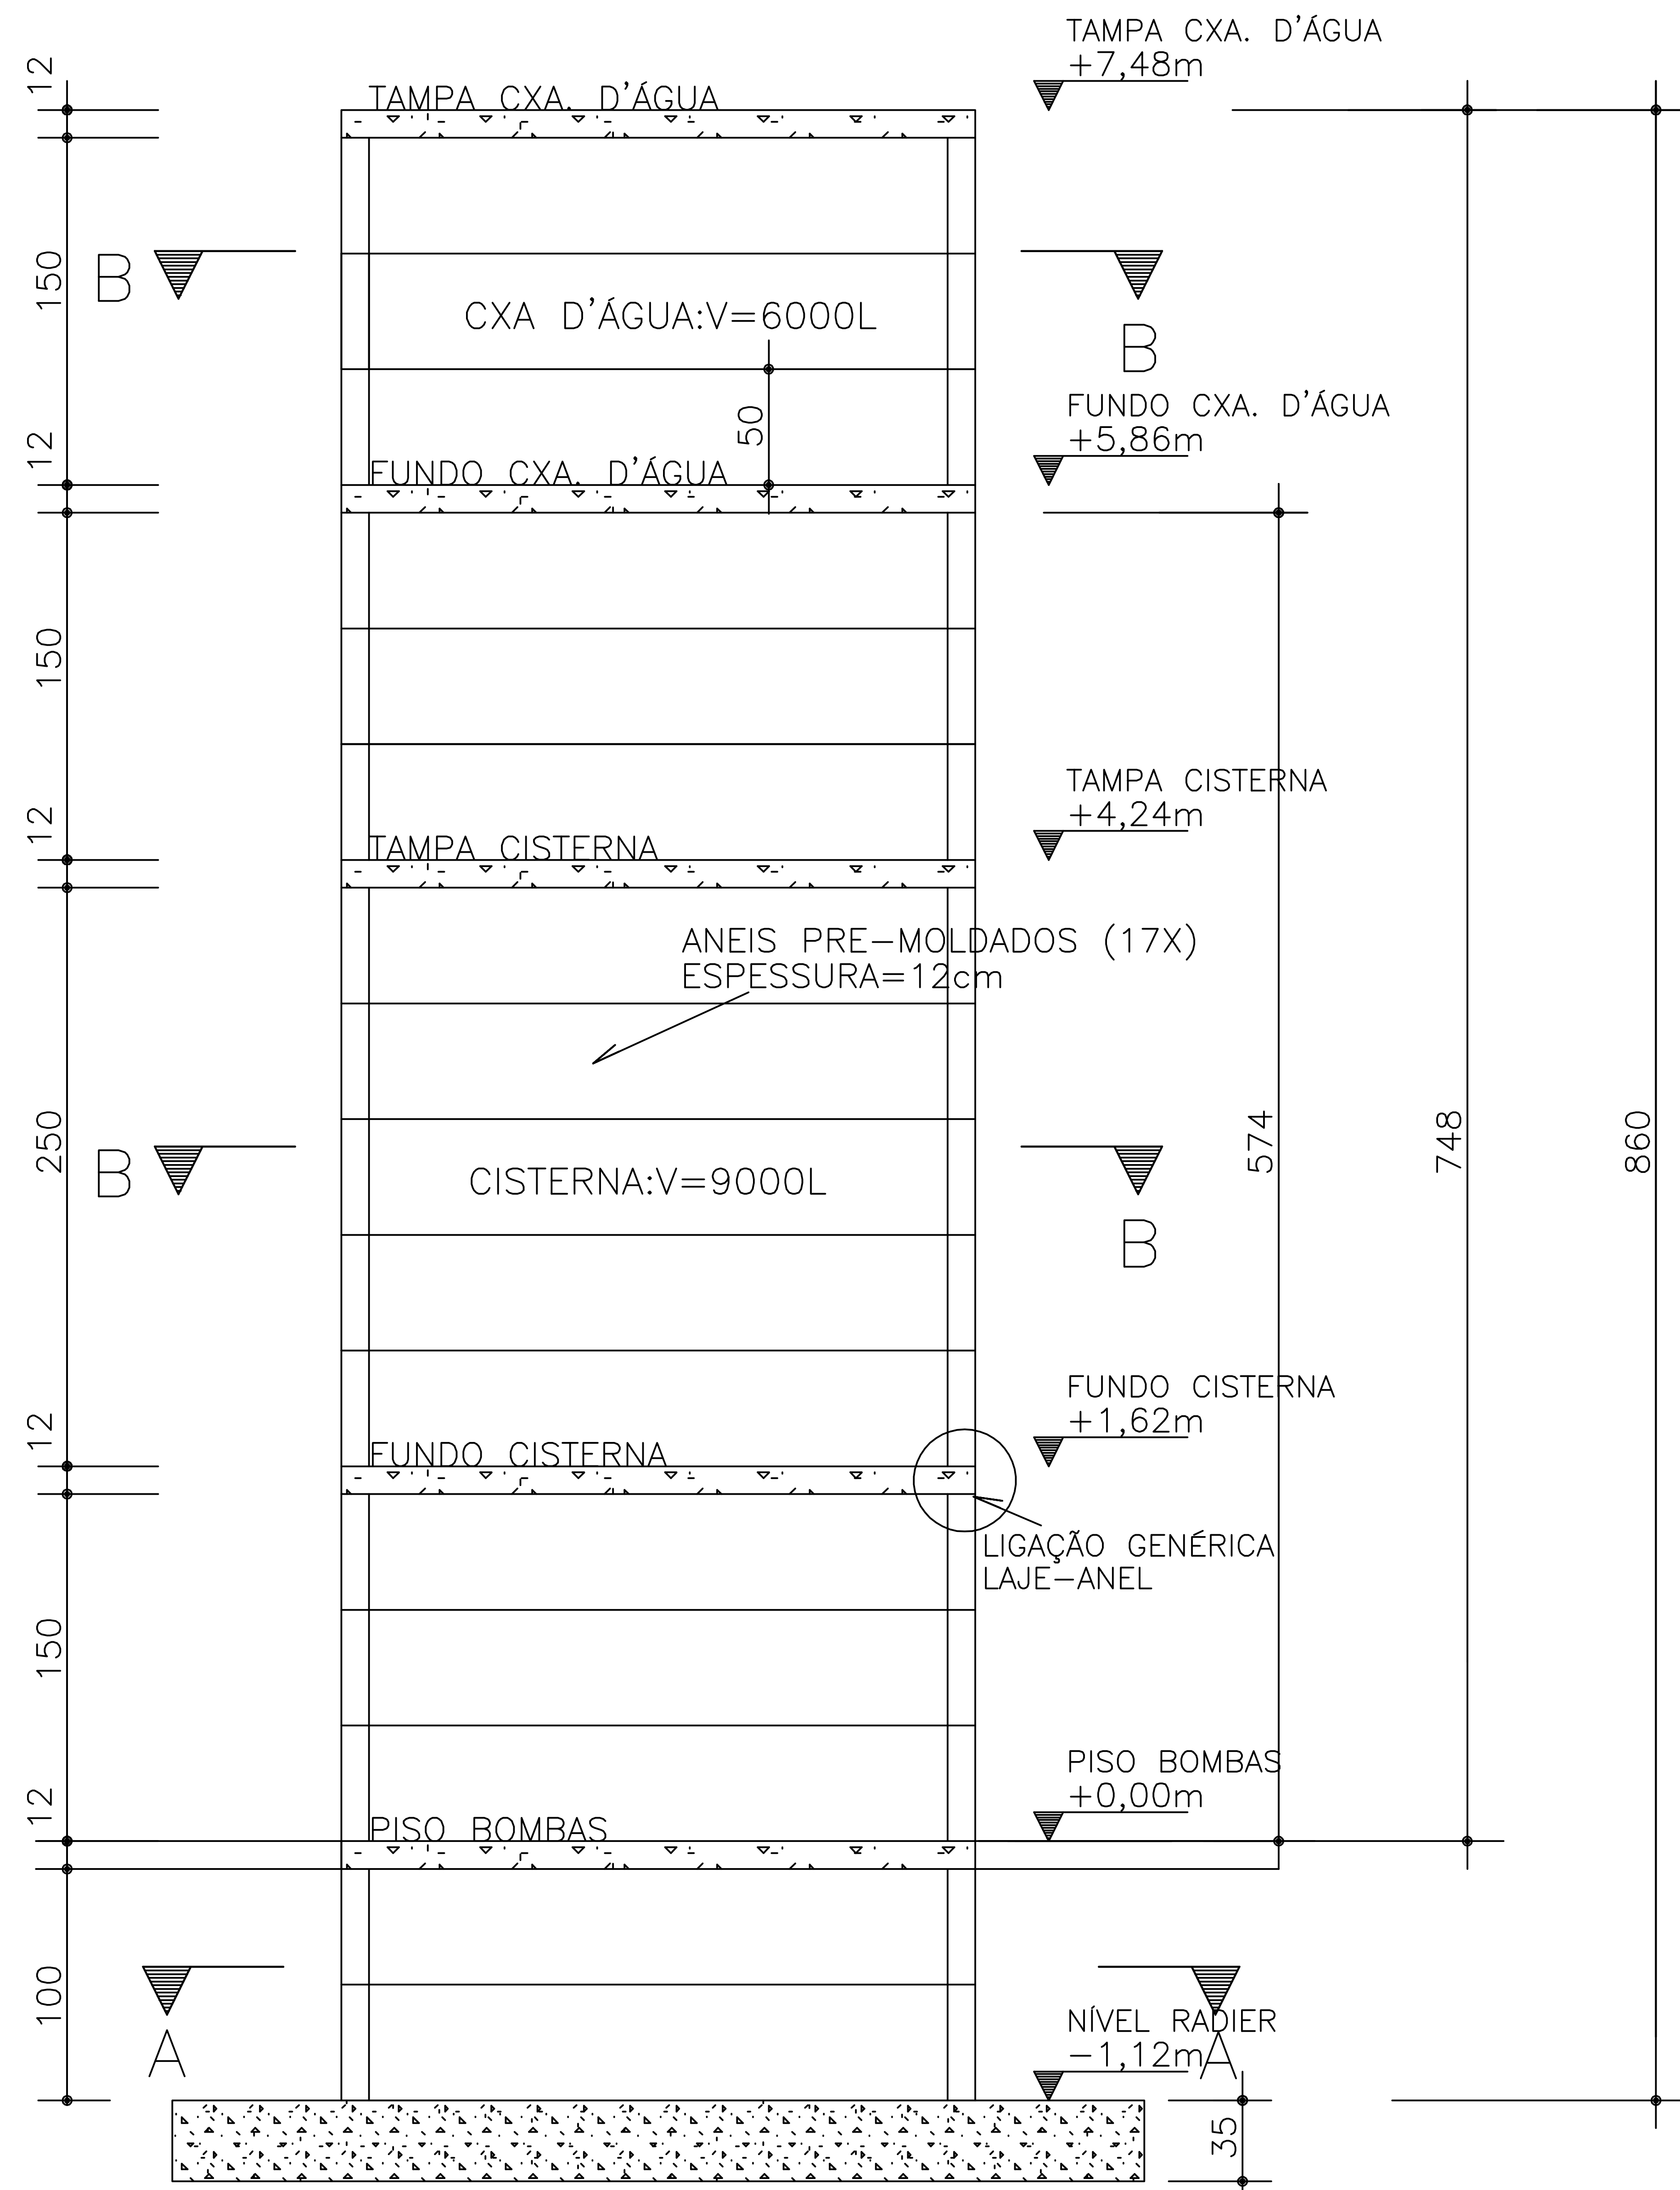 TAMPA CXA. D'ÁGUA
+7,48m
12
TAMPA CXA. D'ÁGUA
150
B
B
CXA D'ÁGUA:V=6000L
50
FUNDO CXA. D'ÁGUA
+5,86m
12
FUNDO CXA. D'ÁGUA
150
TAMPA CISTERNA
+4,24m
12
TAMPA CISTERNA
ANEIS PRE-MOLDADOS (17X)
ESPESSURA=12cm
250
B
B
CISTERNA:V=9000L
574
748
860
FUNDO CISTERNA
+1,62m
12
FUNDO CISTERNA
LIGAÇÃO GENÉRICA
LAJE-ANEL
150
PISO BOMBAS
+0,00m
12
PISO BOMBAS
100
A
A
NÍVEL RADIER
-1,12m
35